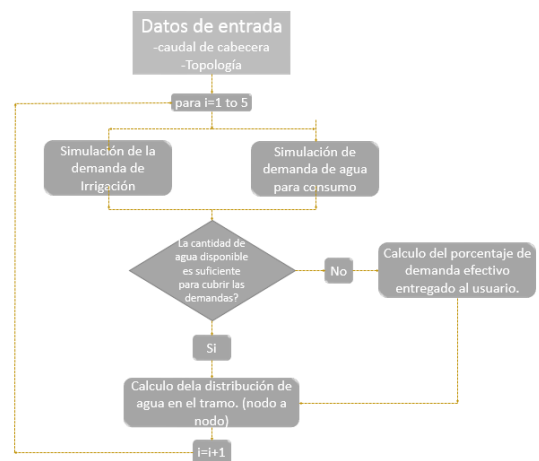 Datos de entrada
-caudal de cabecera
-Topología
para i=1 to 5
Simulación de la
demanda de
Irrigación
Simulación de
demanda de agua
para consumo
La cantidad de
agua disponible
es suficiente
para cubrir las
demandas?
No
Calculo del porcentaje de
demanda efectivo
entregado al usuario.
Si
Calculo dela distribución de
agua en el tramo. (nodo a
nodo)
i=i+1